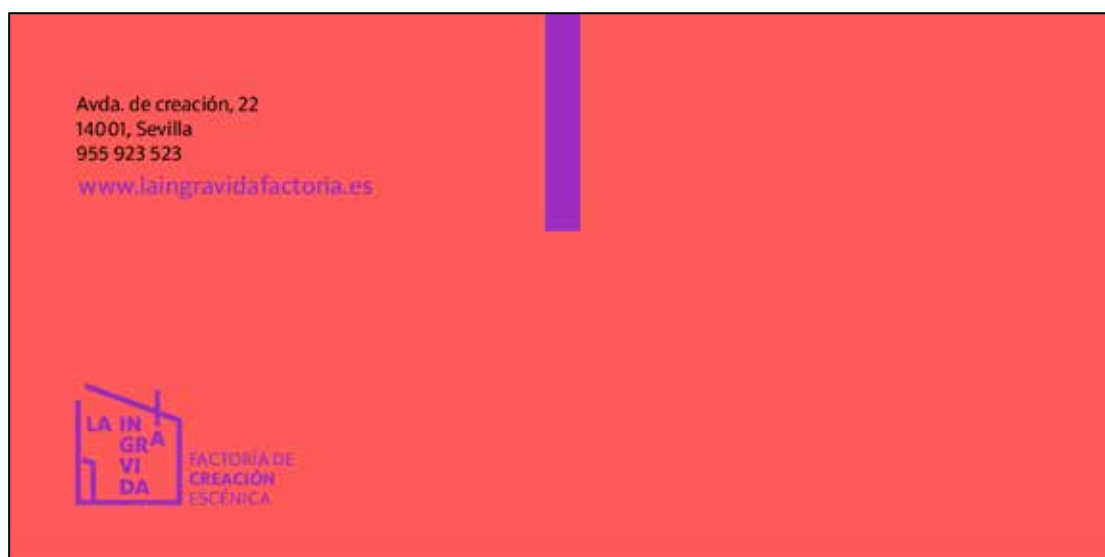 Avda. de creación, 22
14001, Sevilla
955 923 523
www.laingravidafactoria.es
LA IN
GRA
VI
DA
FACTORÍA DE
CREACIÓN
ESCÉNICA